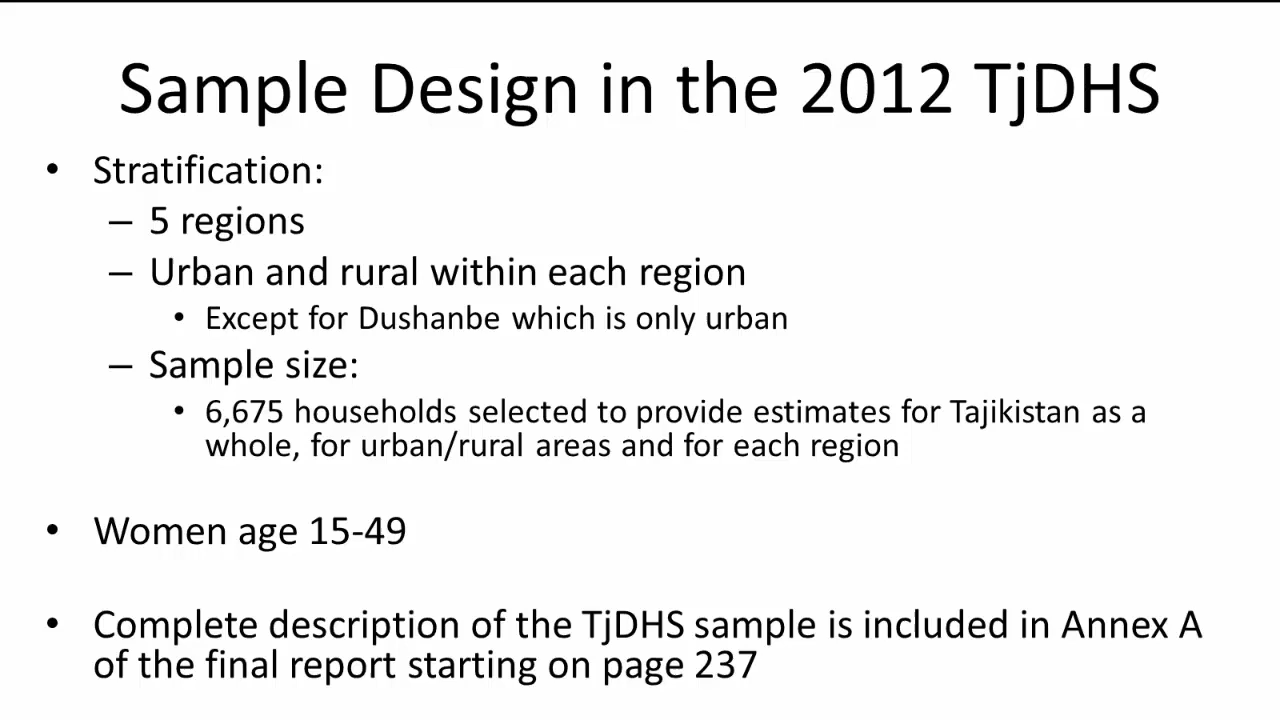 Sample Design in the 2012 TjDHS
• Stratification:
– 5 regions
– Urban and rural within each region
• Except for Dushanbe which is only urban
– Sample size:
• 6,675 households selected to provide estimates for Tajikistan as a
whole, for urban/rural areas and for each region
• Women age 15-49
• Complete description of the TjDHS sample is included in Annex A
of the final report starting on page 237